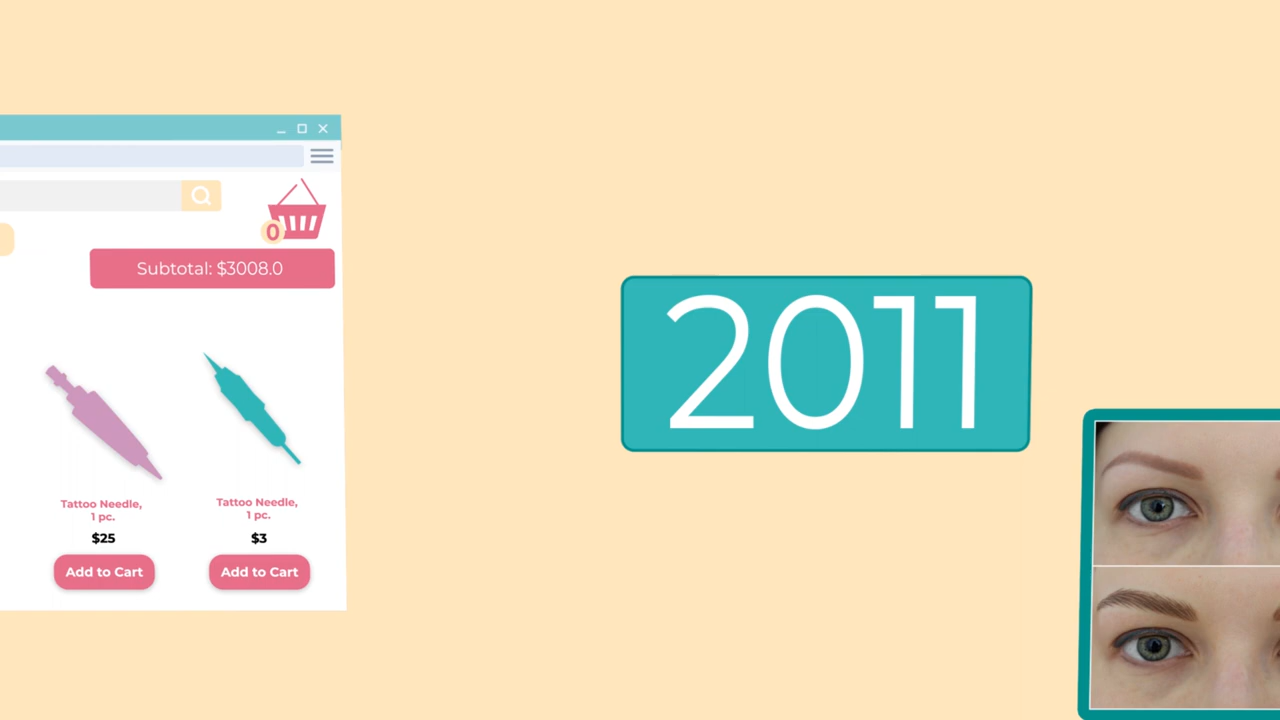 0
Subtotal: $3008.0
Tattoo Needle,
1 pc.
$25
Add to Cart
Tattoo Needle,
1 pc.
$3
Add to Cart
2011